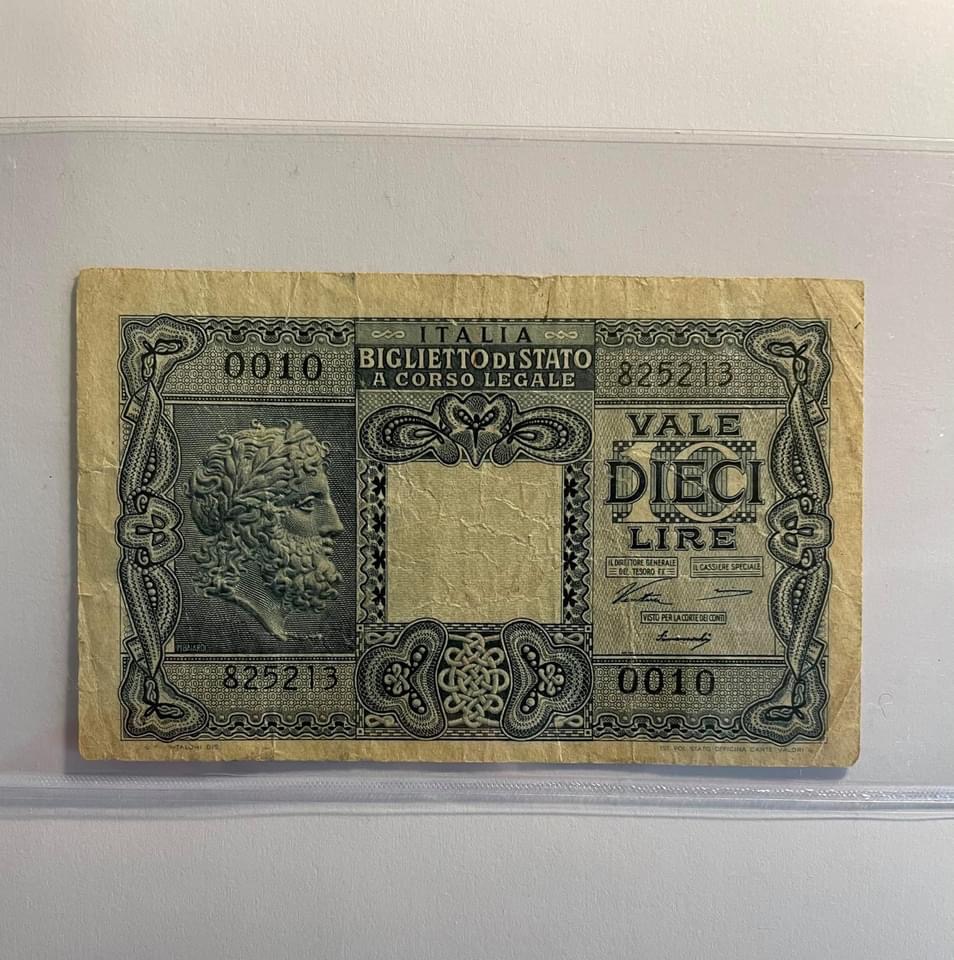 ITALIA
BIGLIETTO DI STATO
A CORSO LEGALE
0010
825213
VALE
10
DIECI
LIRE
IL DIRETTORE GENERALE
DEL TESORO
IL CASSIERE SPECIALE
VISTO PER LA CORTE DEI CONTI
825213
0010
IST. POL. STATO OFFICINA CARTE VALORI